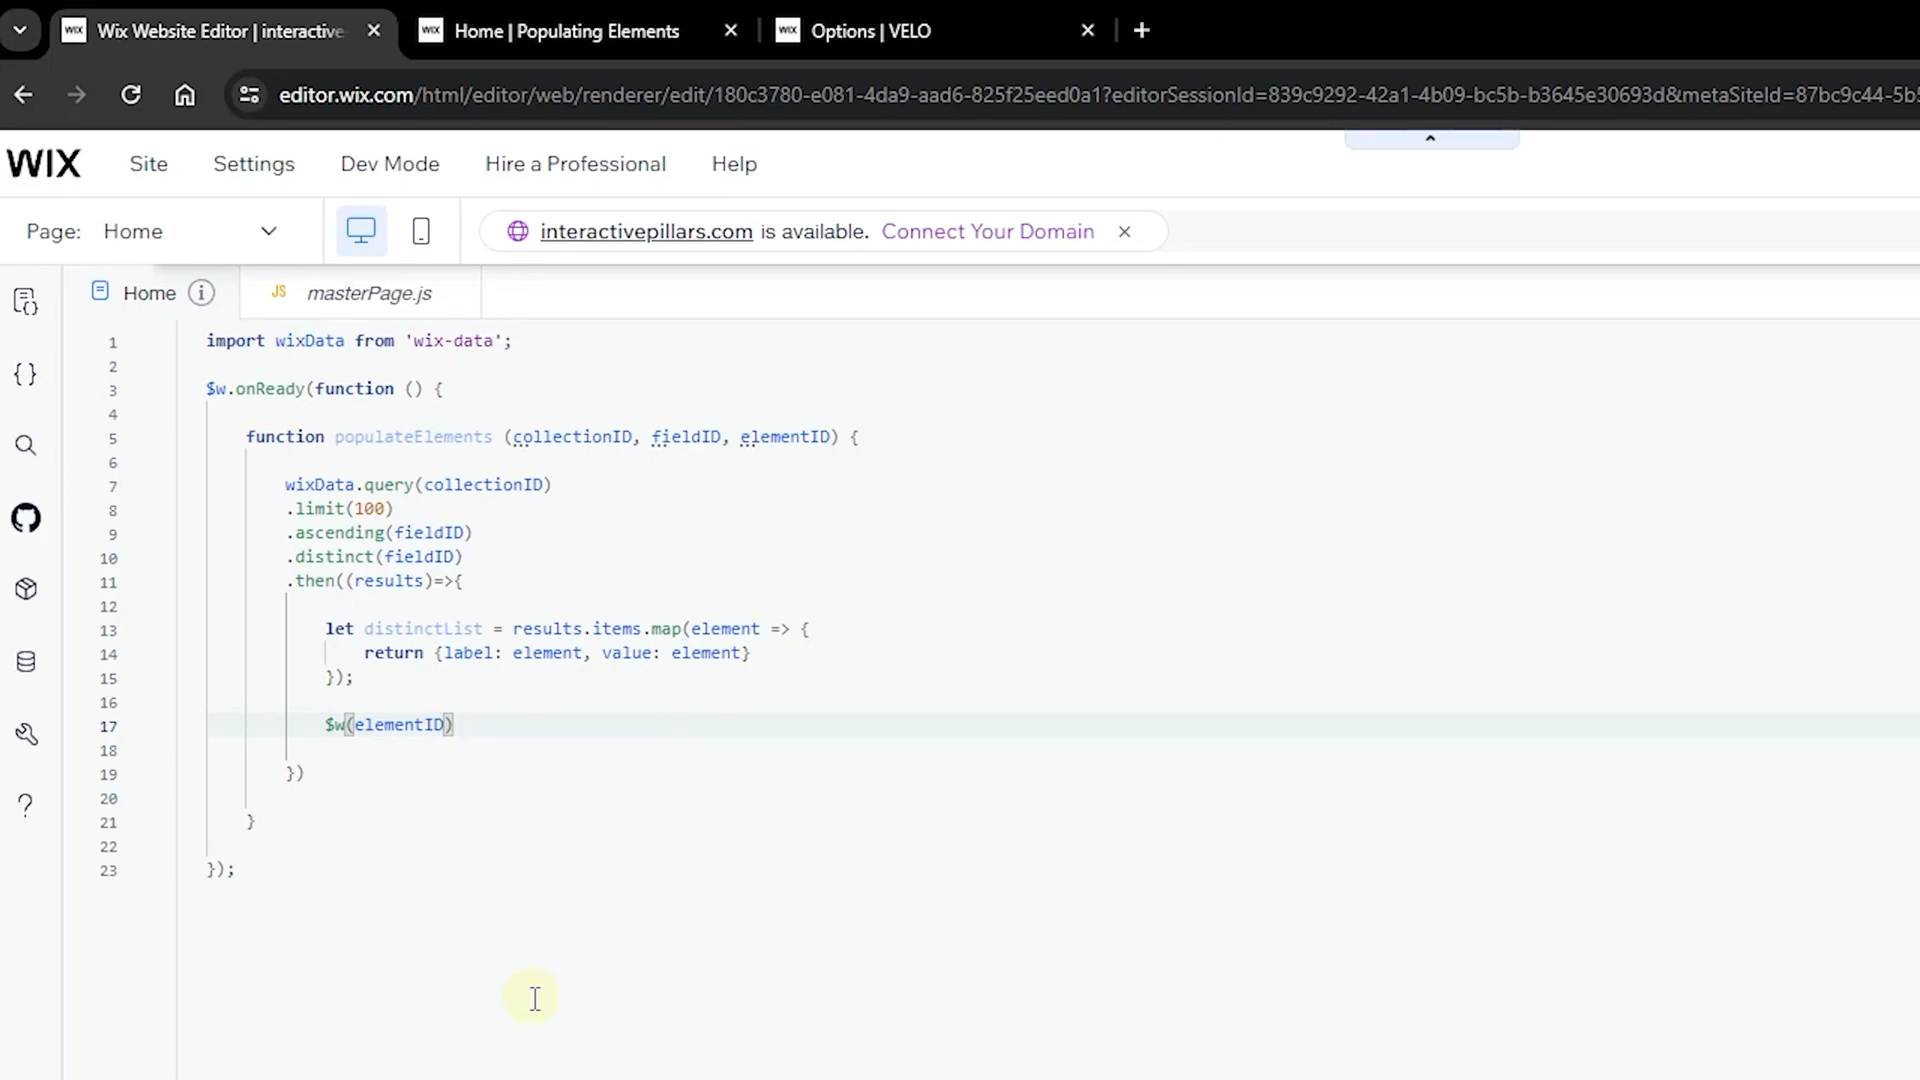 Wix Website Editor | interactive
Home | Populating Elements
Options | VELO
editor.wix.com/html/editor/web/renderer/edit/180c3780-e081-4da9-aad6-825f25eed0a1?editorSessionId=839c9292-42a1-4b09-bc5b-b3645e30693d&metaSiteId=87bc9c44-5b5
WIX Site Settings Dev Mode Hire a Professional Help
Page: Home
interactivepillars.com is available. Connect Your Domain
Home
JS masterPage.js
1 import wixData from 'wix-data';
2
3 $w.onReady(function () {
4
5 function populateElements (collectionID, fieldID, elementID) {
6
7 wixData.query(collectionID)
8 .limit(100)
9 .ascending(fieldID)
10 .distinct(fieldID)
11 .then((results)=>{
12
13 let distinctList = results.items.map(element => {
14 return {label: element, value: element}
15 });
16
17 $w(elementID)
18
19 })
20
21 }
22
23 });